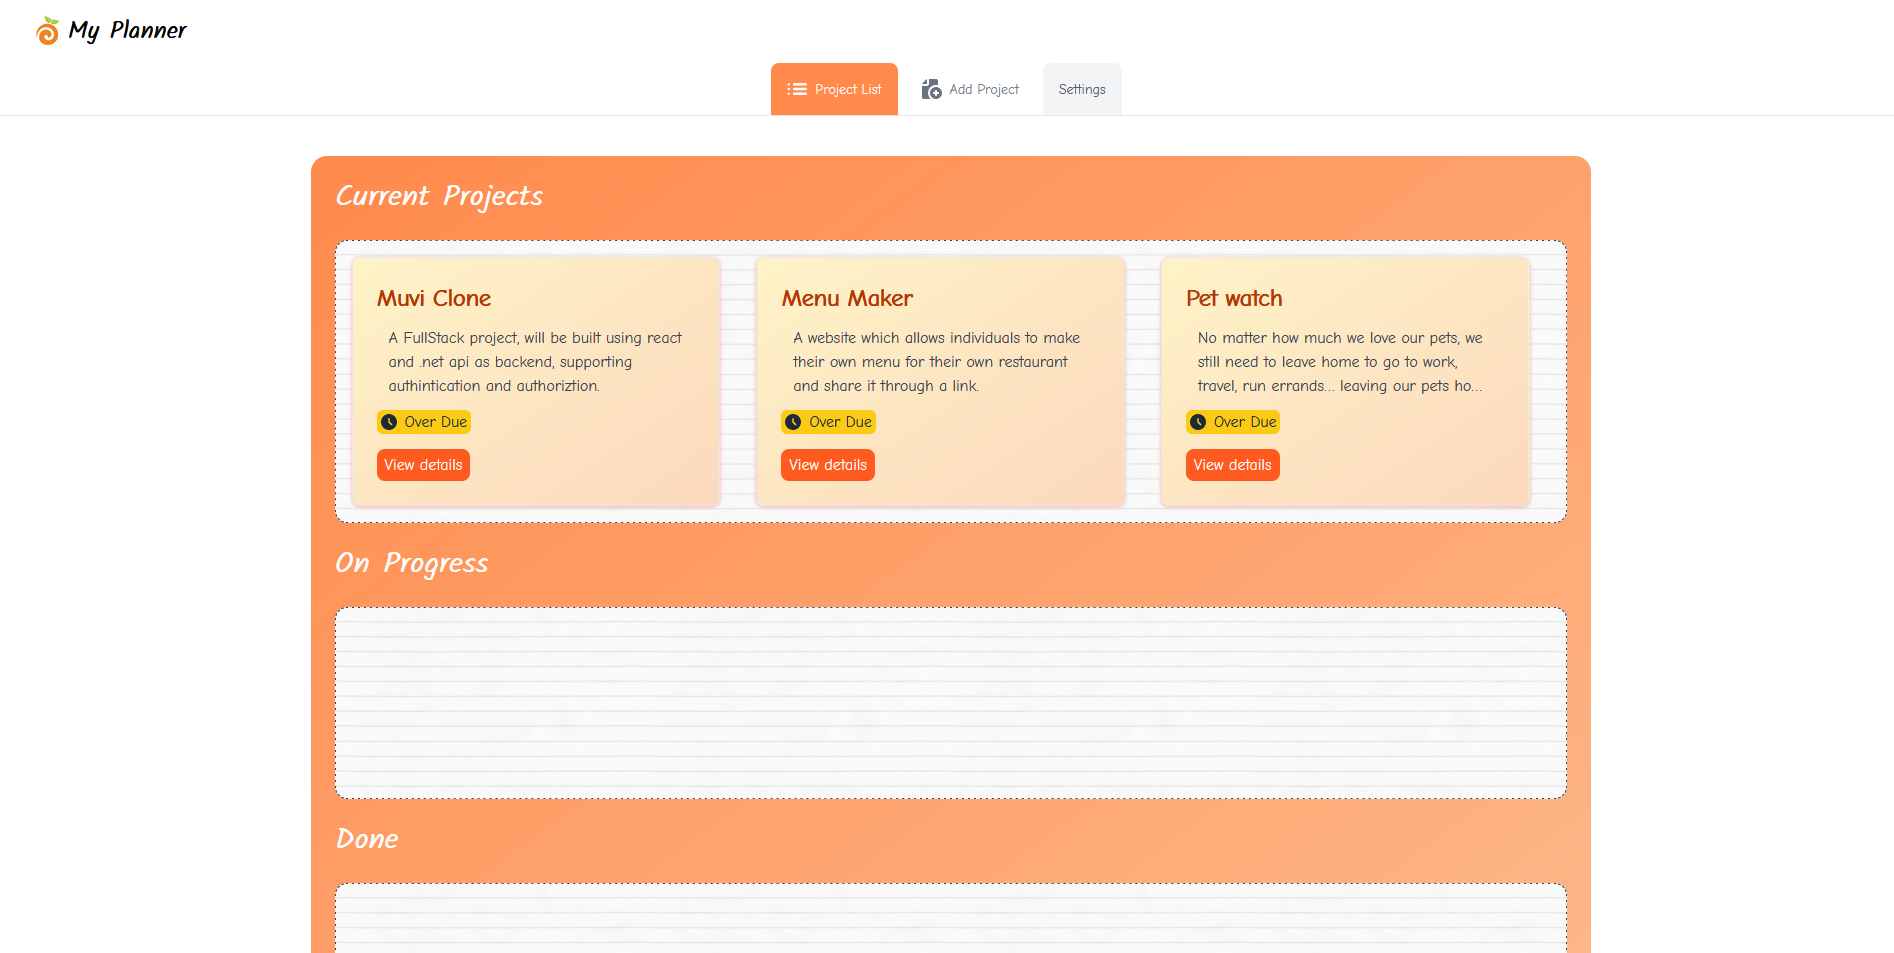 My Planner
Project List
Add Project
Settings
Current Projects
Muvi Clone
A FullStack project, will be built using react
and .net api as backend, supporting
authintication and authoriztion.
Over Due
View details
Menu Maker
A website which allows individuals to make
their own menu for their own restaurant
and share it through a link.
Over Due
View details
Pet watch
No matter how much we love our pets, we
still need to leave home to go to work,
travel, run errands... leaving our pets ho...
Over Due
View details
On Progress
Done